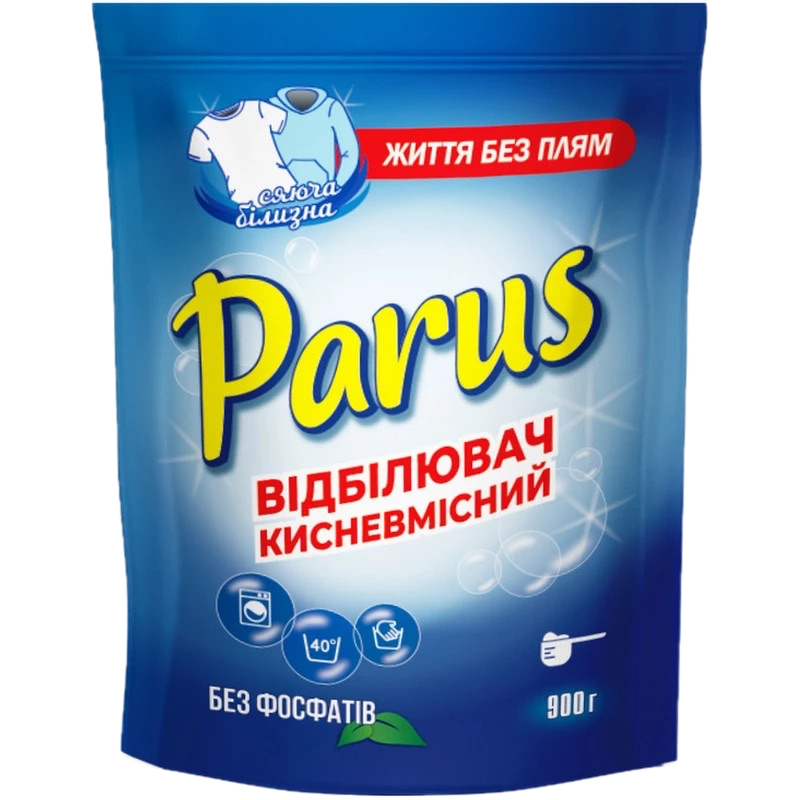 сяюча
білизна
ЖИТТЯ БЕЗ ПЛЯМ
Parus
ВІДБІЛЮВАЧ
КИСНЕВМІСНИЙ
40°
БЕЗ ФОСФАТІВ
900 г